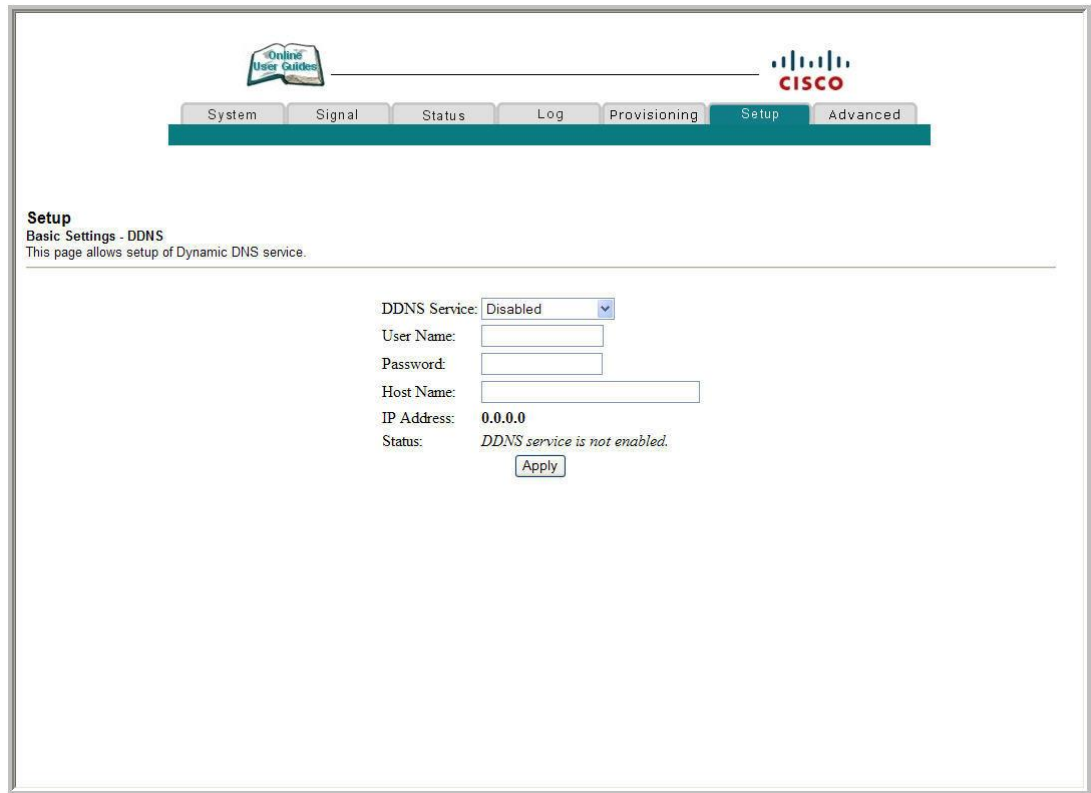 Online
User Guides
CISCO
System Signal Status Log Provisioning Setup Advanced
Setup
Basic Settings - DDNS
This page allows setup of Dynamic DNS service.
DDNS Service: Disabled
User Name:
Password:
Host Name:
IP Address: 0.0.0.0
Status: DDNS service is not enabled.
Apply